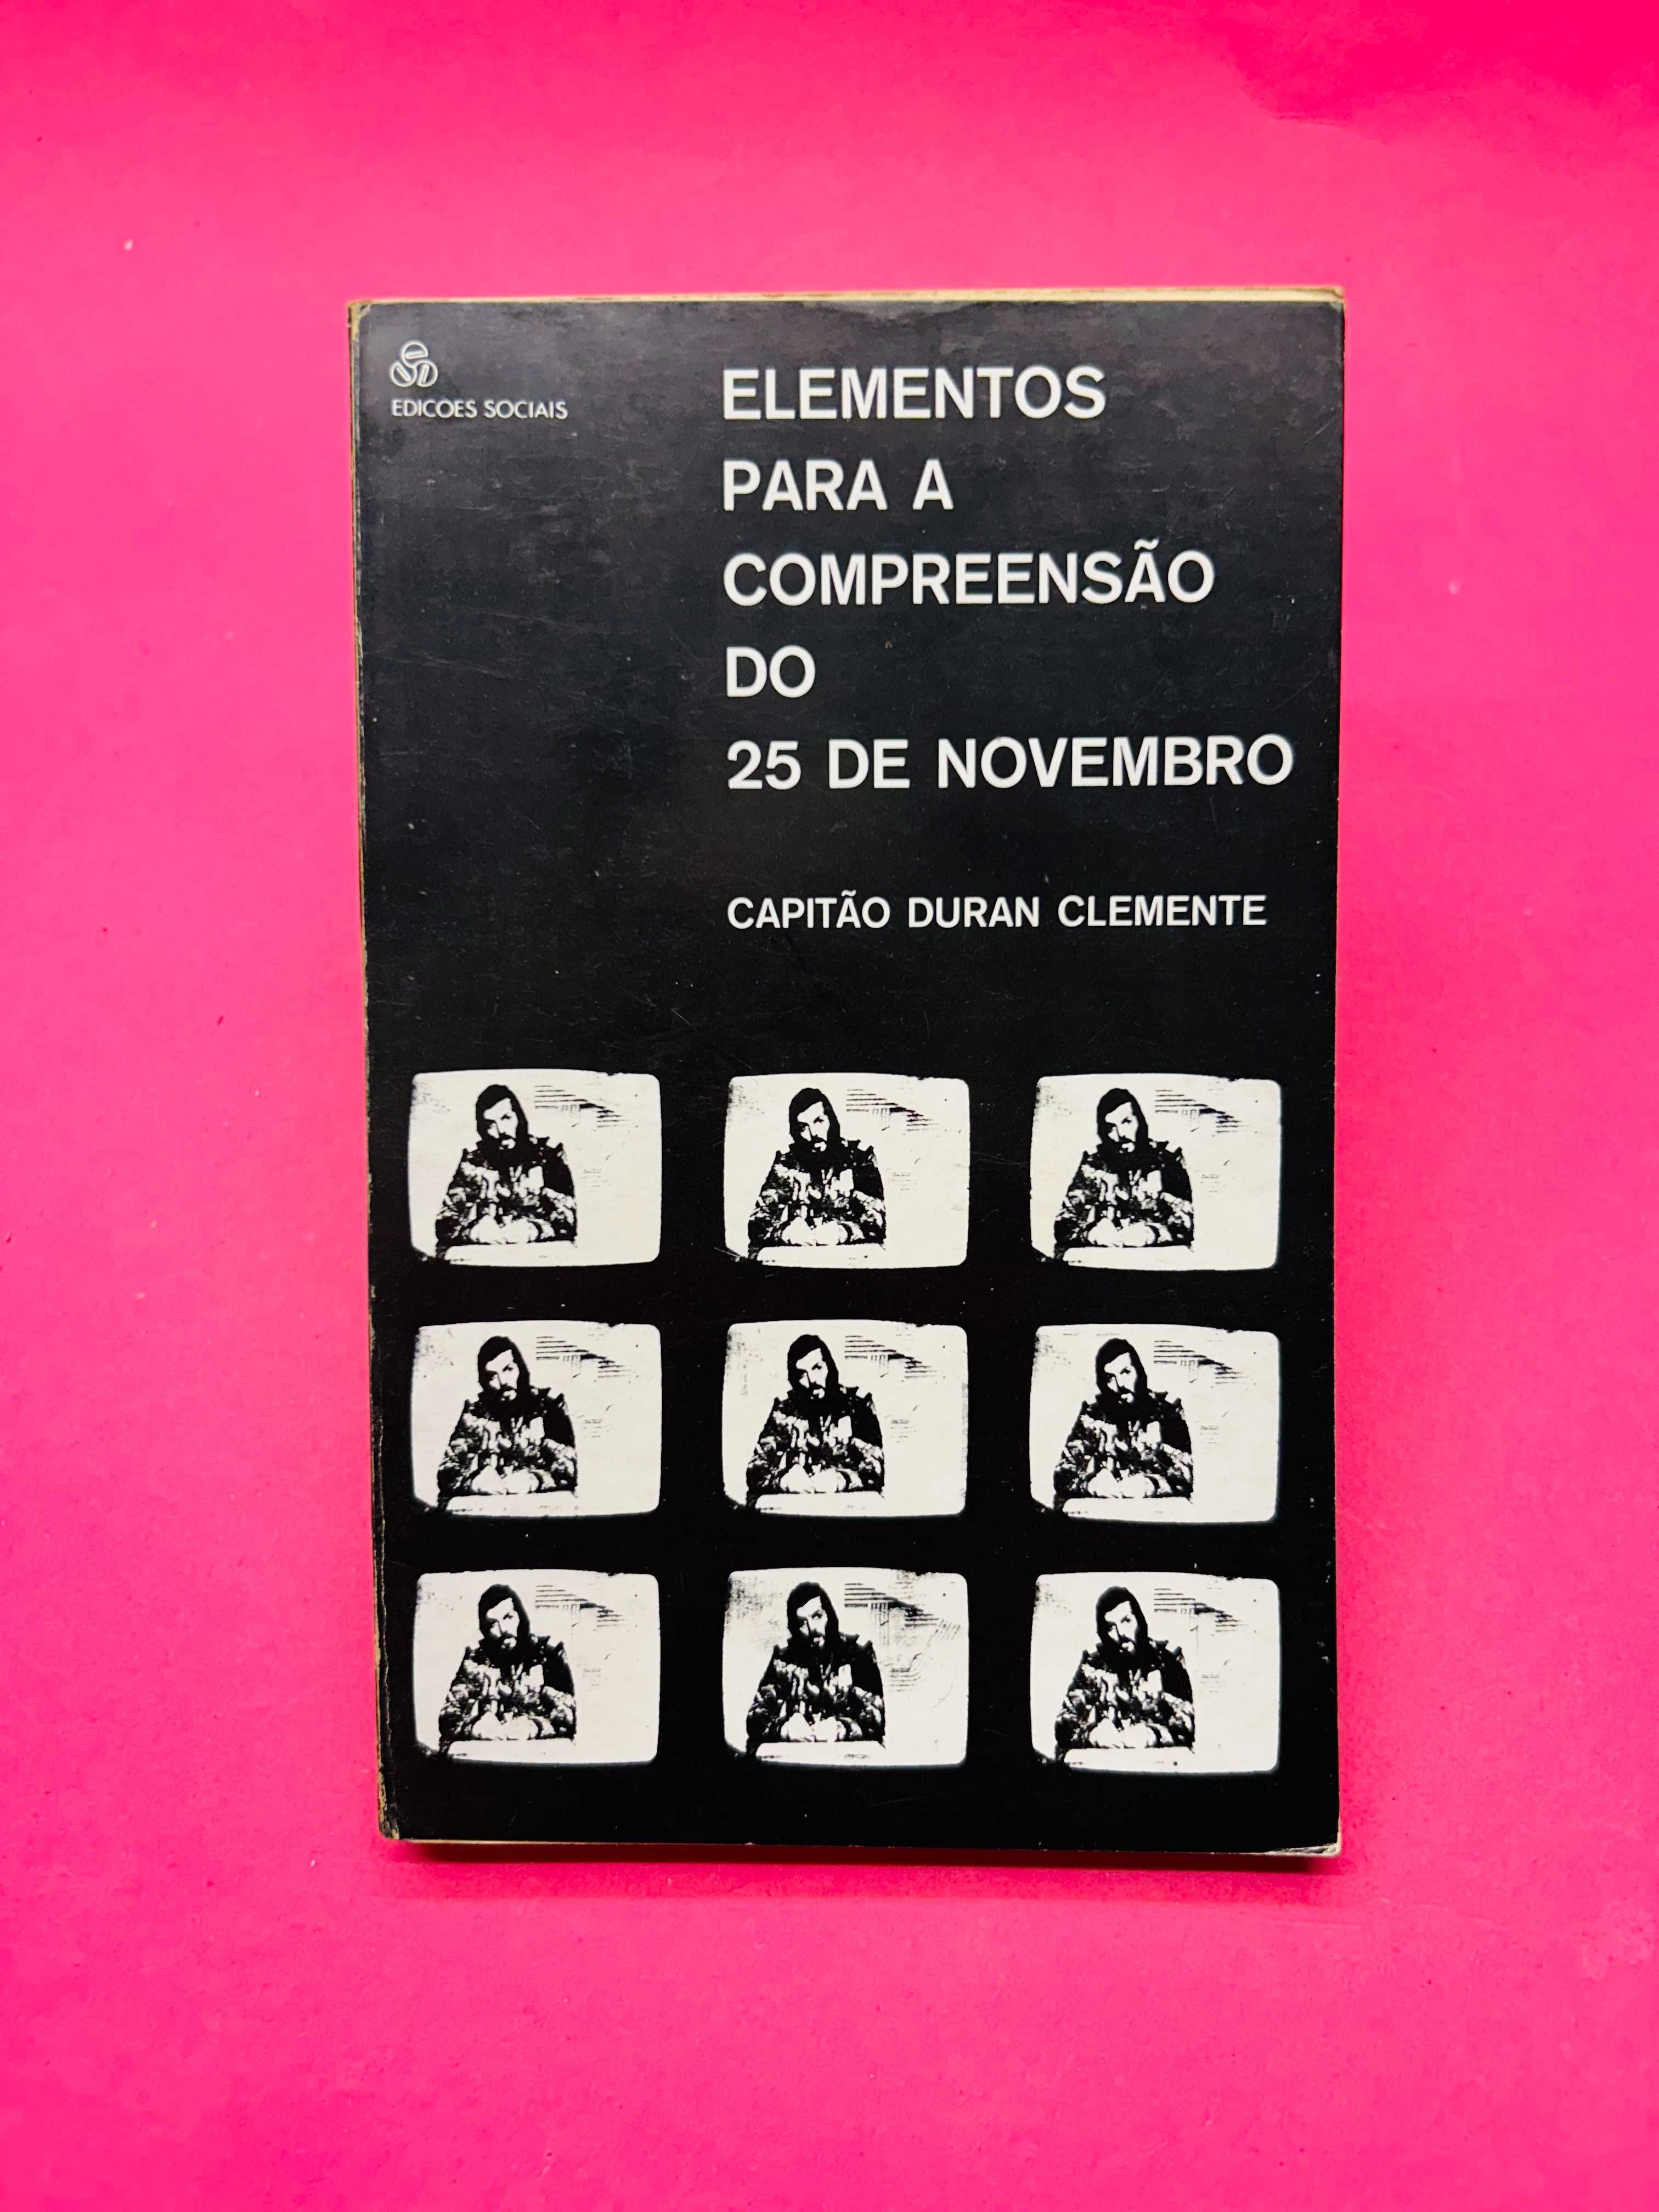 EDICOES SOCIAIS
ELEMENTOS
PARA A
COMPREENSÃO
DO
25 DE NOVEMBRO
CAPITÃO DURAN CLEMENTE